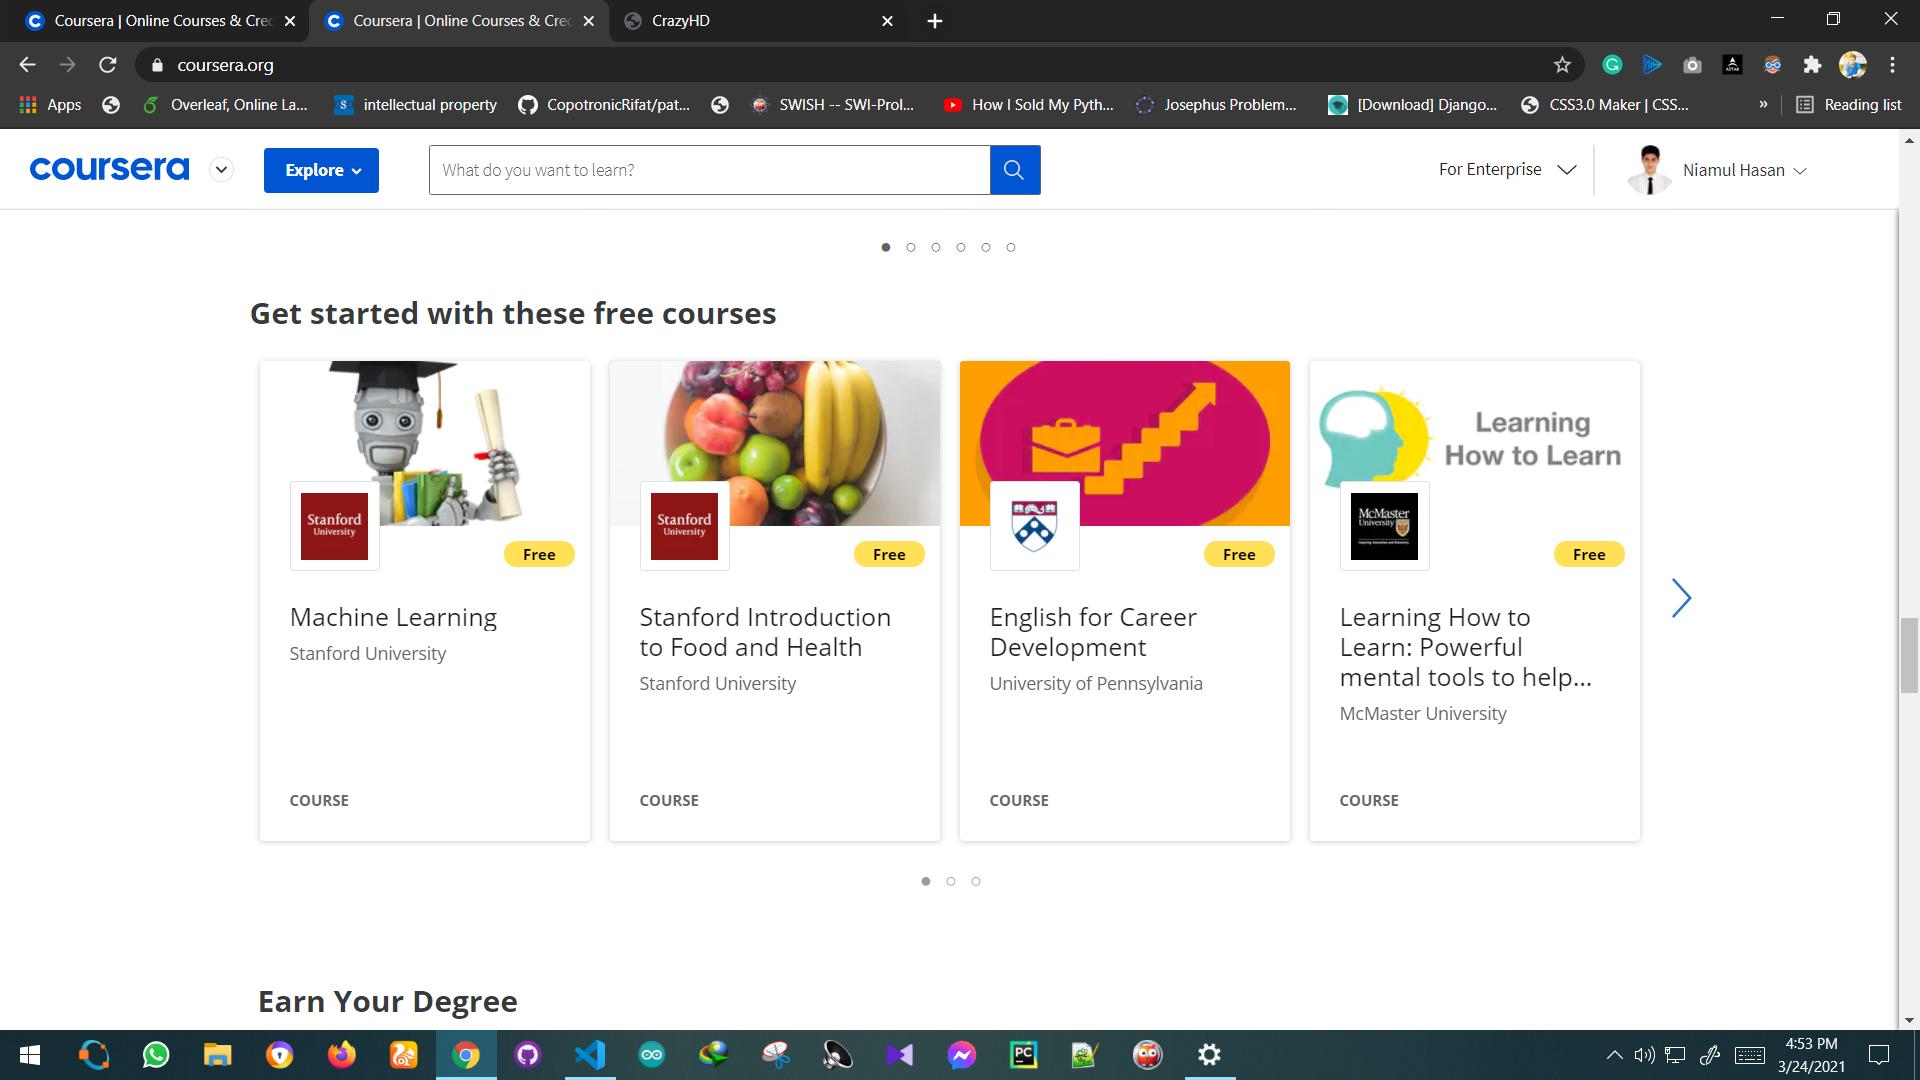 Coursera | Online Courses & Cre
Coursera | Online Courses & Cre
CrazyHD
coursera.org
Apps
Overleaf, Online La...
intellectual property
CopotronicRifat/pat...
SWISH -- SWI-Prol...
How I Sold My Pyth...
Josephus Problem...
[Download] Django...
CSS3.0 Maker | CSS...
»
Reading list
coursera
Explore
What do you want to learn?
For Enterprise
Niamul Hasan
Get started with these free courses
Learning
How to Learn
Stanford
University
Stanford
University
McMaster
University
Free
Free
Free
Free
Machine Learning
Stanford University
COURSE
Stanford Introduction
to Food and Health
Stanford University
COURSE
English for Career
Development
University of Pennsylvania
COURSE
Learning How to
Learn: Powerful
mental tools to help...
McMaster University
COURSE
Earn Your Degree
PC
4:53 PM
3/24/2021